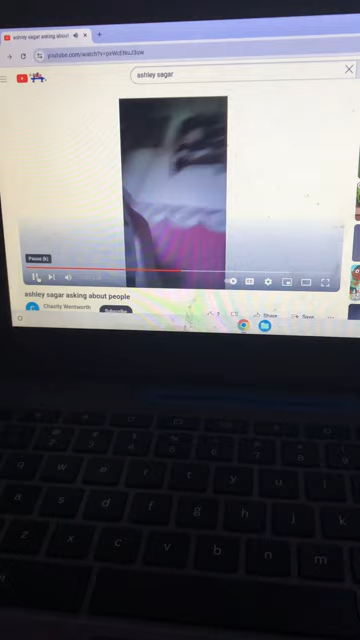 ashley sagar asking about
youtube.com/watch?v=
ashley sagar
Pause (k)
ashley sagar asking about people
Chasity Wentworth
Subscribe
Share
Save
q w e r t y u i
a s d f g h j k
z x c v b n m